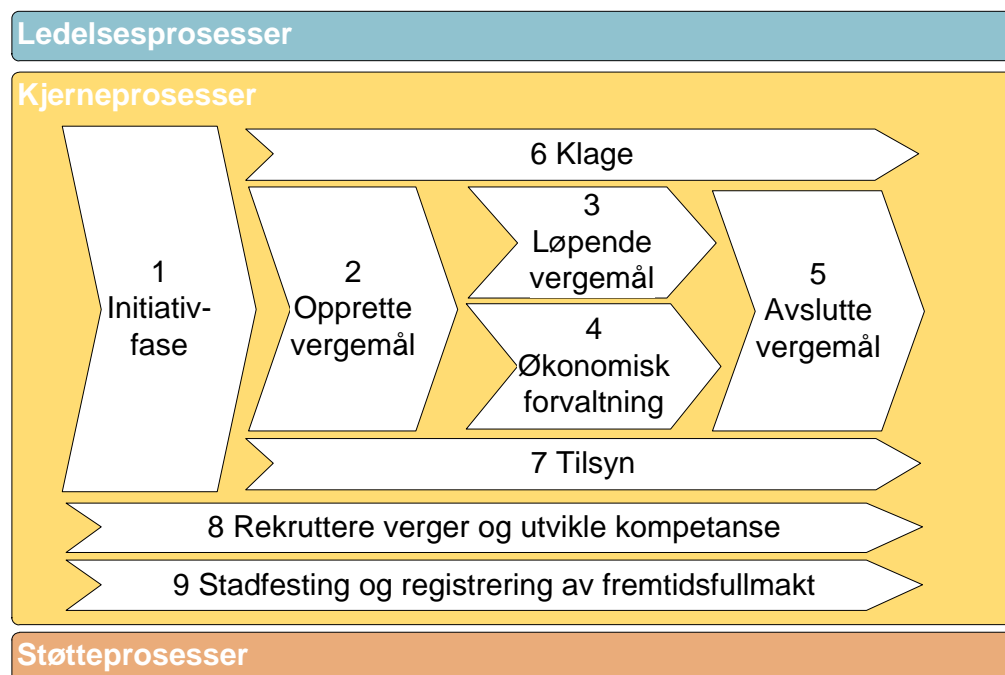 Ledelsesprosesser
Kjerneprosesser
1
Initiativ-
fase
6 Klage
2
Opprette
vergemål
3
Løpende
vergemål
4
Økonomisk
forvaltning
5
Avslutte
vergemål
7 Tilsyn
8 Rekruttere verger og utvikle kompetanse
9 Stadfesting og registrering av fremtidsfullmakt
Støtteprosesser